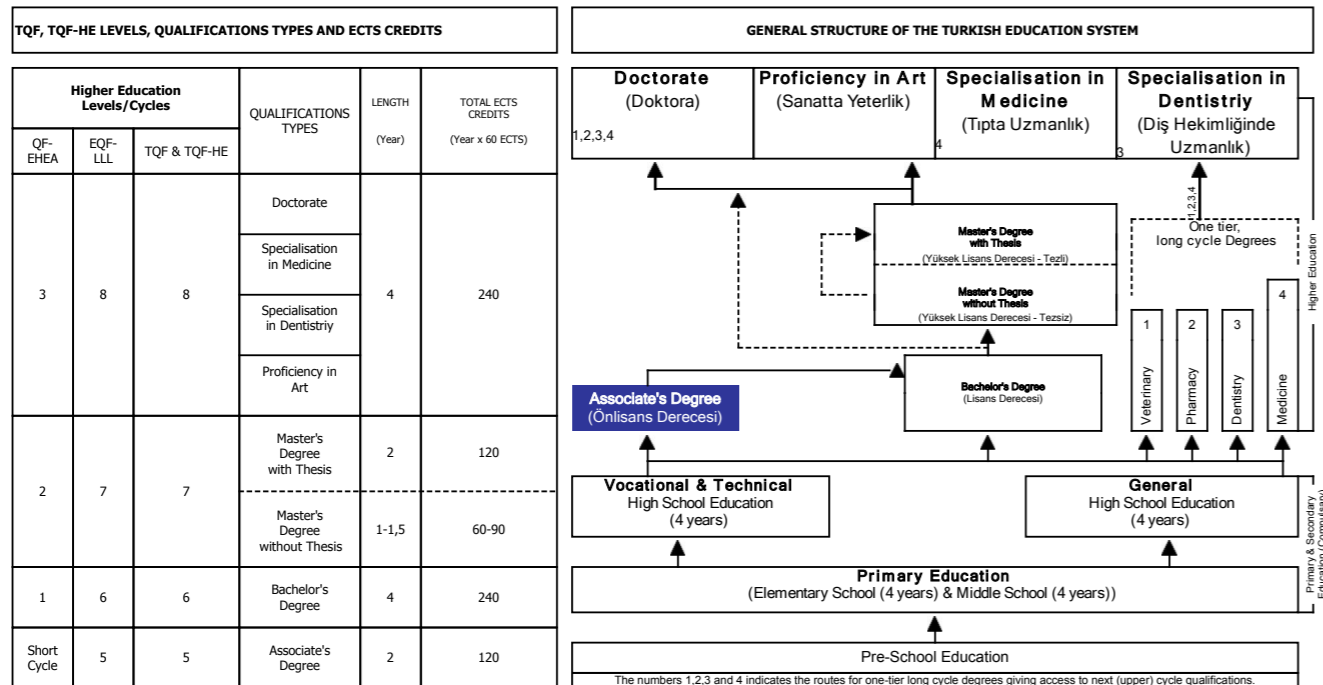 TQF, TQF-HE LEVELS, QUALIFICATIONS TYPES AND ECTS CREDITS
Higher Education
Levels/Cycles
QUALIFICATIONS
TYPES
LENGTH
(Year)
TOTAL ECTS
CREDITS
(Year x 60 ECTS)
QF-
EHEA
EQF-
LLL
TQF & TQF-HE
3
8
8
Doctorate
Specialisation
in Medicine
Specialisation
in Dentistriy
Proficiency in
Art
4
240
2
7
7
Master's
Degree
with Thesis
2
120
Master's
Degree
without Thesis
1-1,5
60-90
1
6
6
Bachelor's
Degree
4
240
Short
Cycle
5
5
Associate's
Degree
2
120
GENERAL STRUCTURE OF THE TURKISH EDUCATION SYSTEM
Doctorate
(Doktora)
1,2,3,4
Proficiency in Art
(Sanatta Yeterlik)
Specialisation in
Medicine
(Tıpta Uzmanlık)
4
Specialisation in
Dentistriy
(Diş Hekimliğinde
Uzmanlık)
3
1,2,3,4
One tier,
long cycle Degrees
Master's Degree
with Thesis
(Yüksek Lisans Derecesi - Tezli)
Master's Degree
without Thesis
(Yüksek Lisans Derecesi - Tezsiz)
1
Veterinary
2
Pharmacy
3
Dentistry
4
Medicine
Higher Education
Associate's Degree
(Önlisans Derecesi)
Bachelor's Degree
(Lisans Derecesi)
Vocational & Technical
High School Education
(4 years)
General
High School Education
(4 years)
Primary & Secondary
Education (Compulsary)
Primary Education
(Elementary School (4 years) & Middle School (4 years))
Pre-School Education
The numbers 1,2,3 and 4 indicates the routes for one-tier long cycle degrees giving access to next (upper) cycle qualifications.